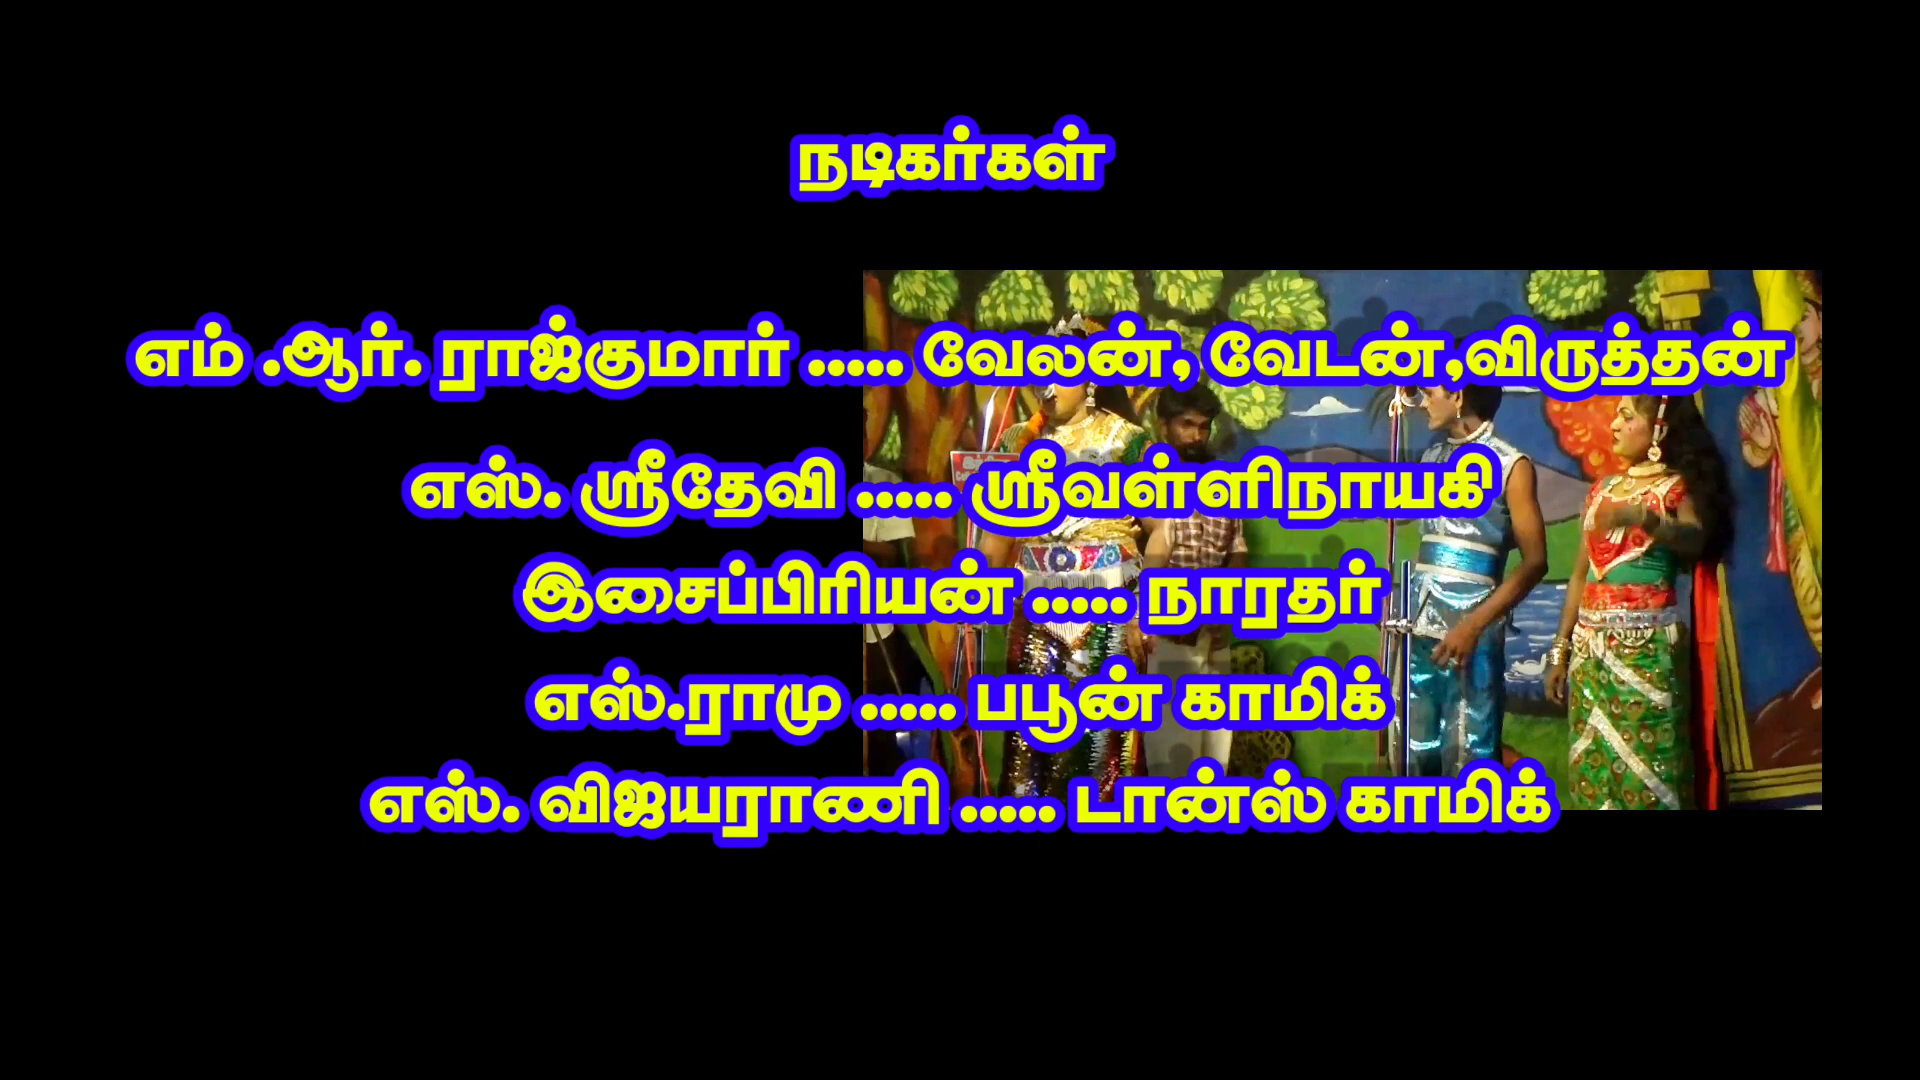 நடிகர்கள்
எம் .ஆர். ராஜ்குமார் ..... வேலன், வேடன்,விருத்தன்
எஸ். ஸ்ரீதேவி ..... ஸ்ரீவள்ளிநாயகி
இசைப்பிரியன் ..... நாரதர்
எஸ்.ராமு ..... பபூன் காமிக்
எஸ். விஜயராணி ..... டான்ஸ் காமிக்